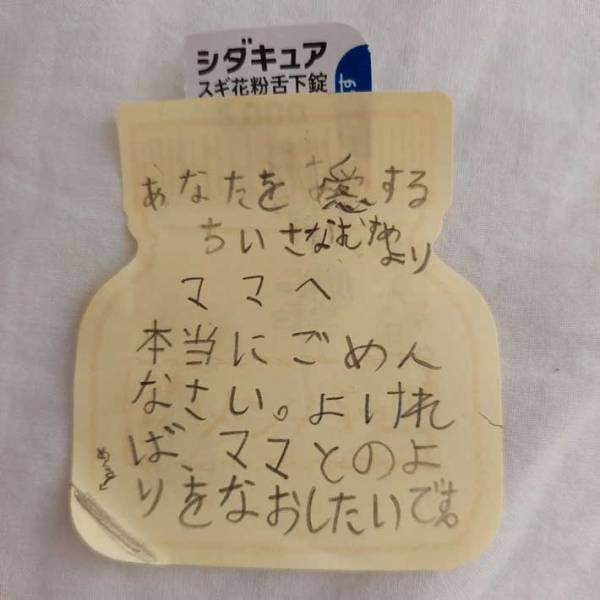 シダキュア
スギ花粉舌下錠
あなたを愛する
ちいさなむすめ
より
ママへ
本当にごめん
なさい。よければ
ば、ママとのよ
りをなおしたいです。